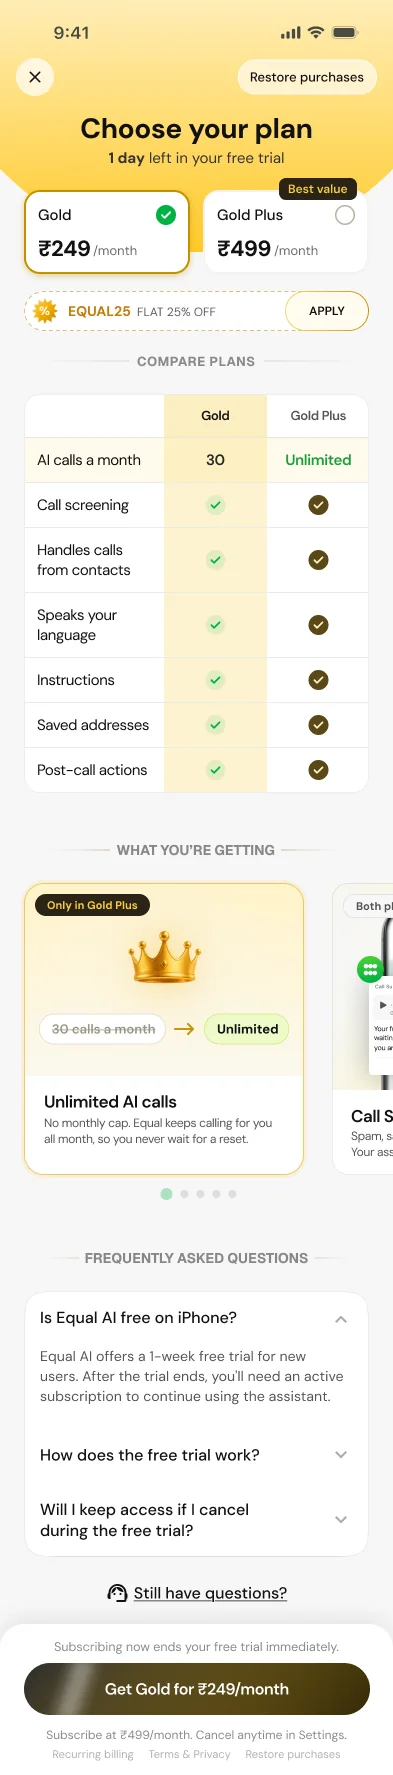 9:41
Restore purchases
Choose your plan
1 day left in your free trial
Best value
Gold
₹249 /month
Gold Plus
₹499 /month
% EQUAL25 FLAT 25% OFF
APPLY
COMPARE PLANS
Gold Gold Plus
AI calls a month 30 Unlimited
Call screening
Handles calls
from contacts
Speaks your
language
Instructions
Saved addresses
Post-call actions
WHAT YOU'RE GETTING
Only in Gold Plus
30 calls a month
Unlimited
Unlimited AI calls
No monthly cap. Equal keeps calling for you
all month, so you never wait for a reset.
Both pl
Call Su
Your f
waitin
you ar
Call S
Spam, s
Your ass
FREQUENTLY ASKED QUESTIONS
Is Equal AI free on iPhone?
Equal AI offers a 1-week free trial for new
users. After the trial ends, you'll need an active
subscription to continue using the assistant.
How does the free trial work?
Will I keep access if I cancel
during the free trial?
Still have questions?
Subscribing now ends your free trial immediately.
Get Gold for ₹249/month
Subscribe at ₹499/month. Cancel anytime in Settings.
Recurring billing Terms & Privacy Restore purchases